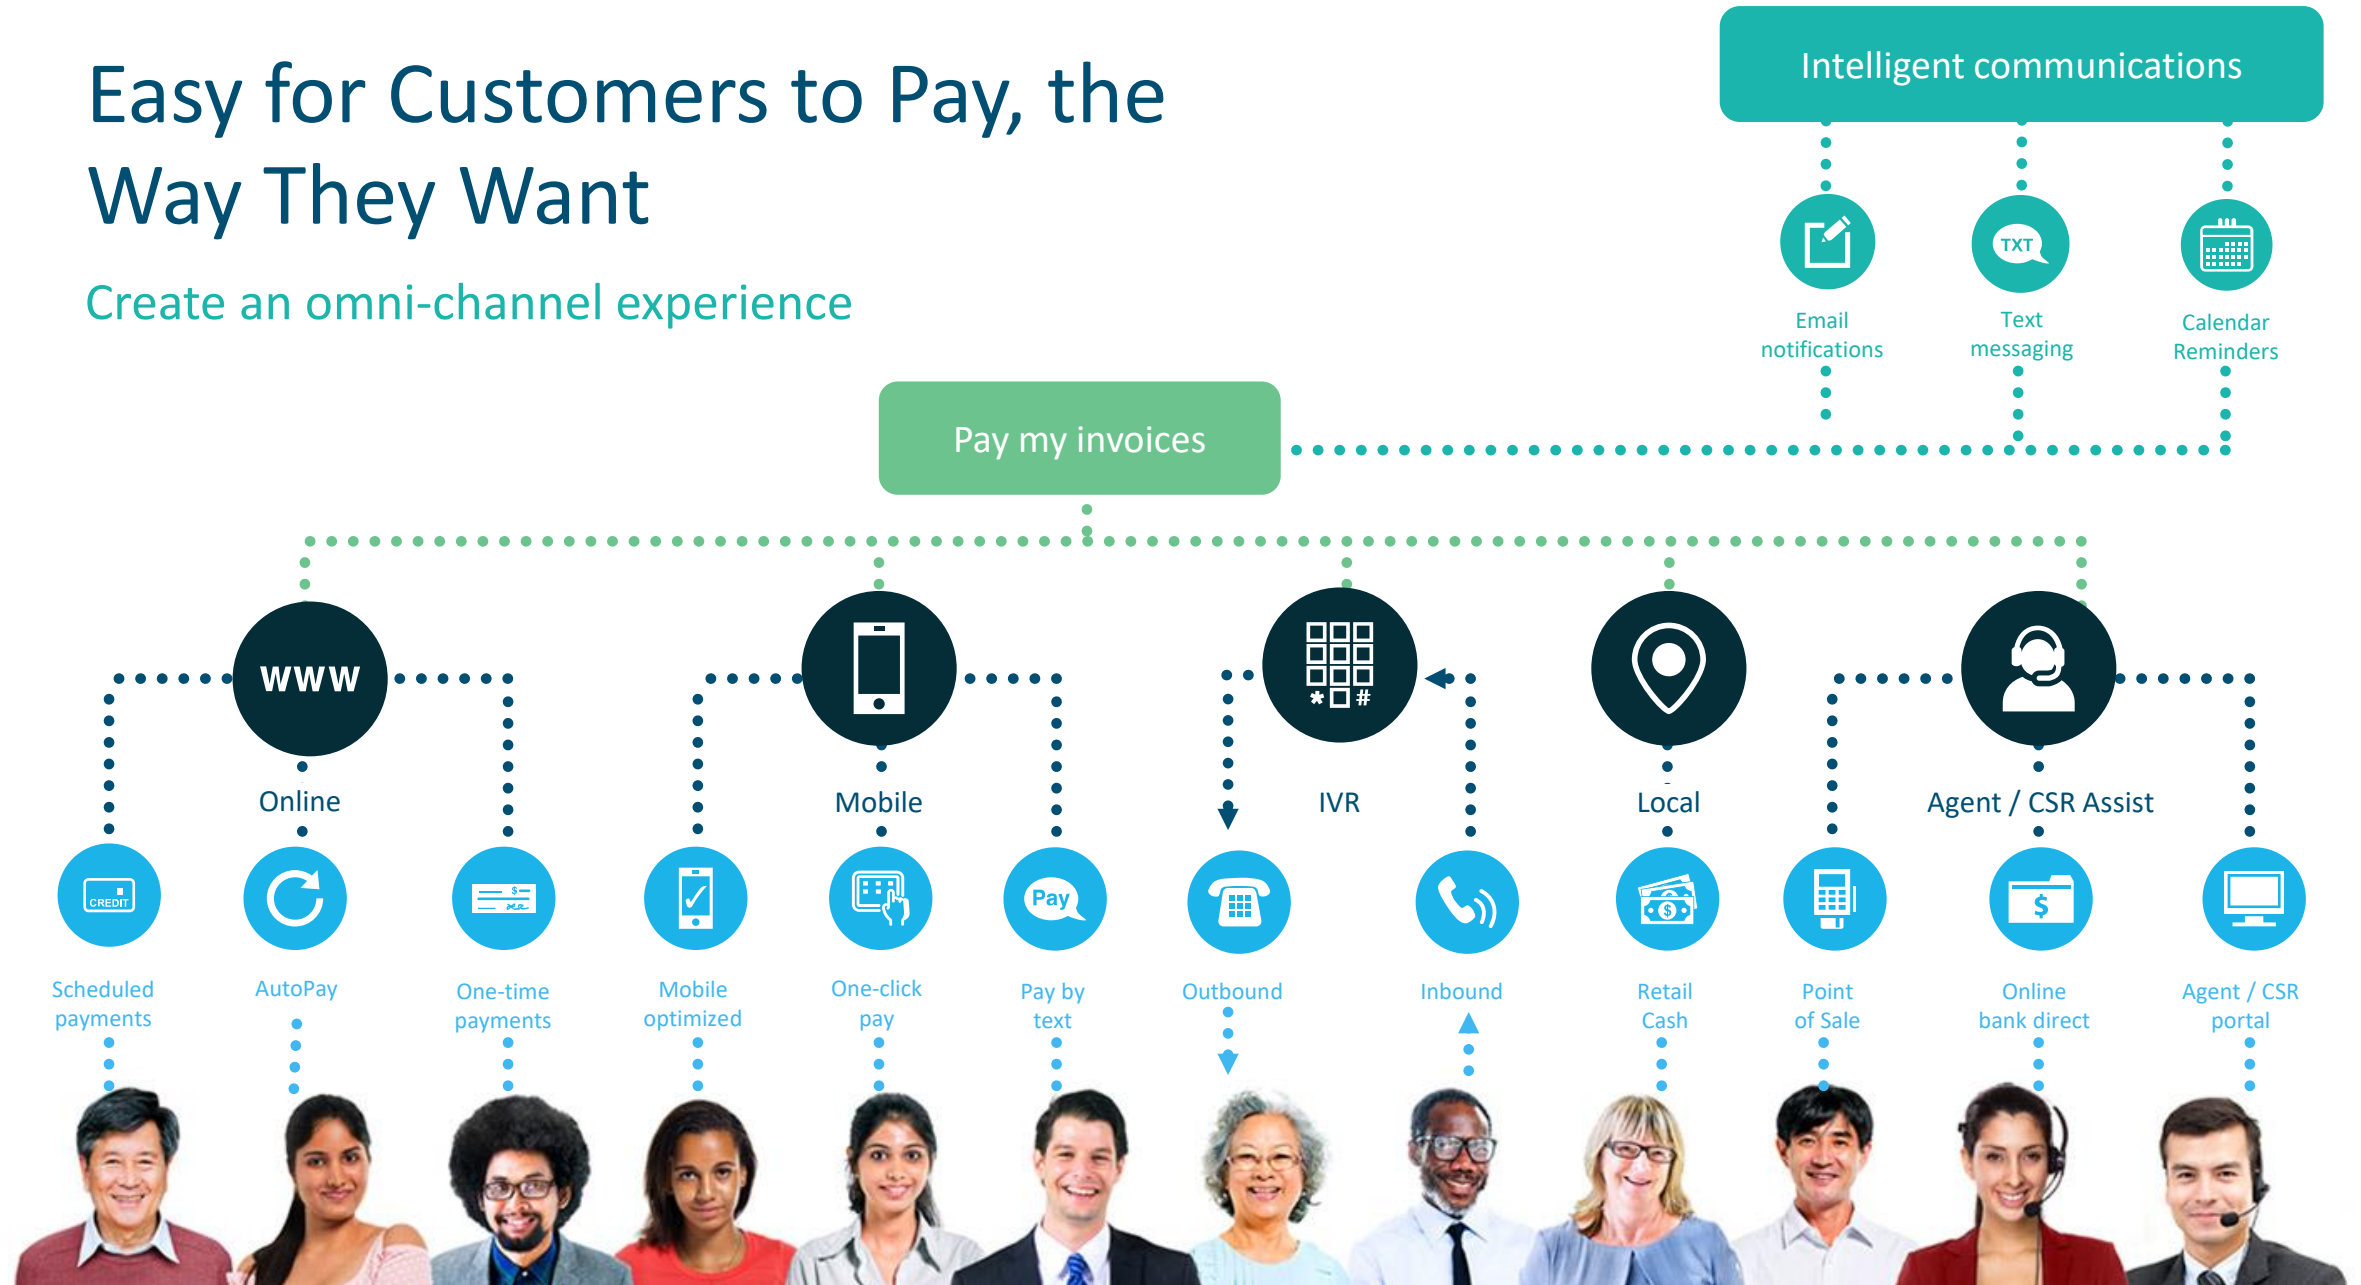 Easy for Customers to Pay, the
Way They Want
Create an omni-channel experience
Intelligent communications
TXT
Email
notifications
Text
messaging
Calendar
Reminders
Pay my invoices
WWW
* #
Online
Mobile
IVR
Local
Agent / CSR Assist
CREDIT
$
Pay
$
$
Scheduled
payments
AutoPay
One-time
payments
Mobile
optimized
One-click
pay
Pay by
text
Outbound
Inbound
Retail
Cash
Point
of Sale
Online
bank direct
Agent / CSR
portal